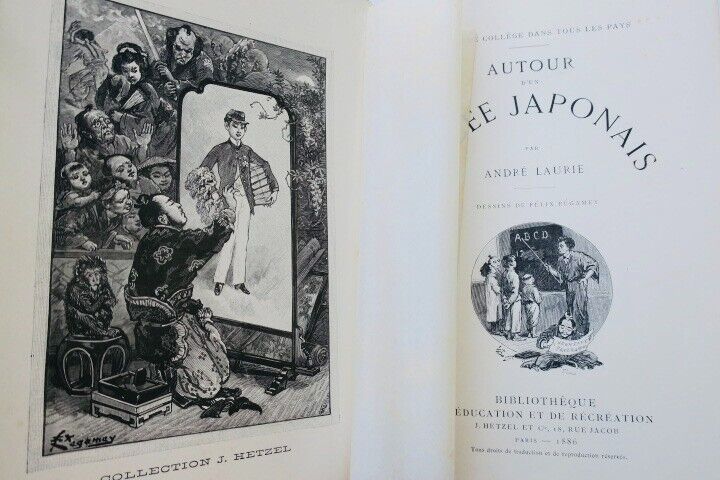 Félix Régamey
COLLECTION J. HETZEL
COLLÈGE DANS TOUS LES PAYS
AUTOUR
D'UN
ÉE JAPONAIS
PAR
ANDRÉ LAURIE
DESSINS DE FÉLIX RÉGAMEY
ABCD
BIBLIOTHÈQUE
ÉDUCATION ET DE RÉCRÉATION
J. HETZEL ET Cie, 18, RUE JACOB
PARIS — 1886
Tous droits de traduction et de reproduction réservés.